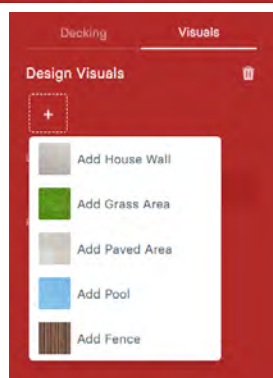 Decking Visuals
Design Visuals
+
Add House Wall
Add Grass Area
Add Paved Area
Add Pool
Add Fence